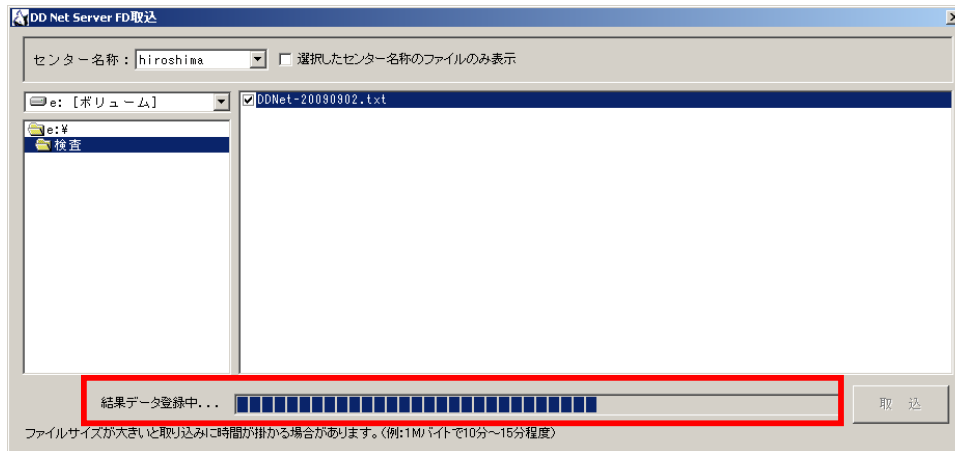 DD Net Server FD取込
センター名称：hiroshima
選択したセンター名称のファイルのみ表示
e: [ボリューム]
DDNet-20090902.txt
e:¥
検査
結果データ登録中...
取 込
ファイルサイズが大きいと取り込みに時間が掛かる場合があります。（例:1Mバイトで10分～15分程度）